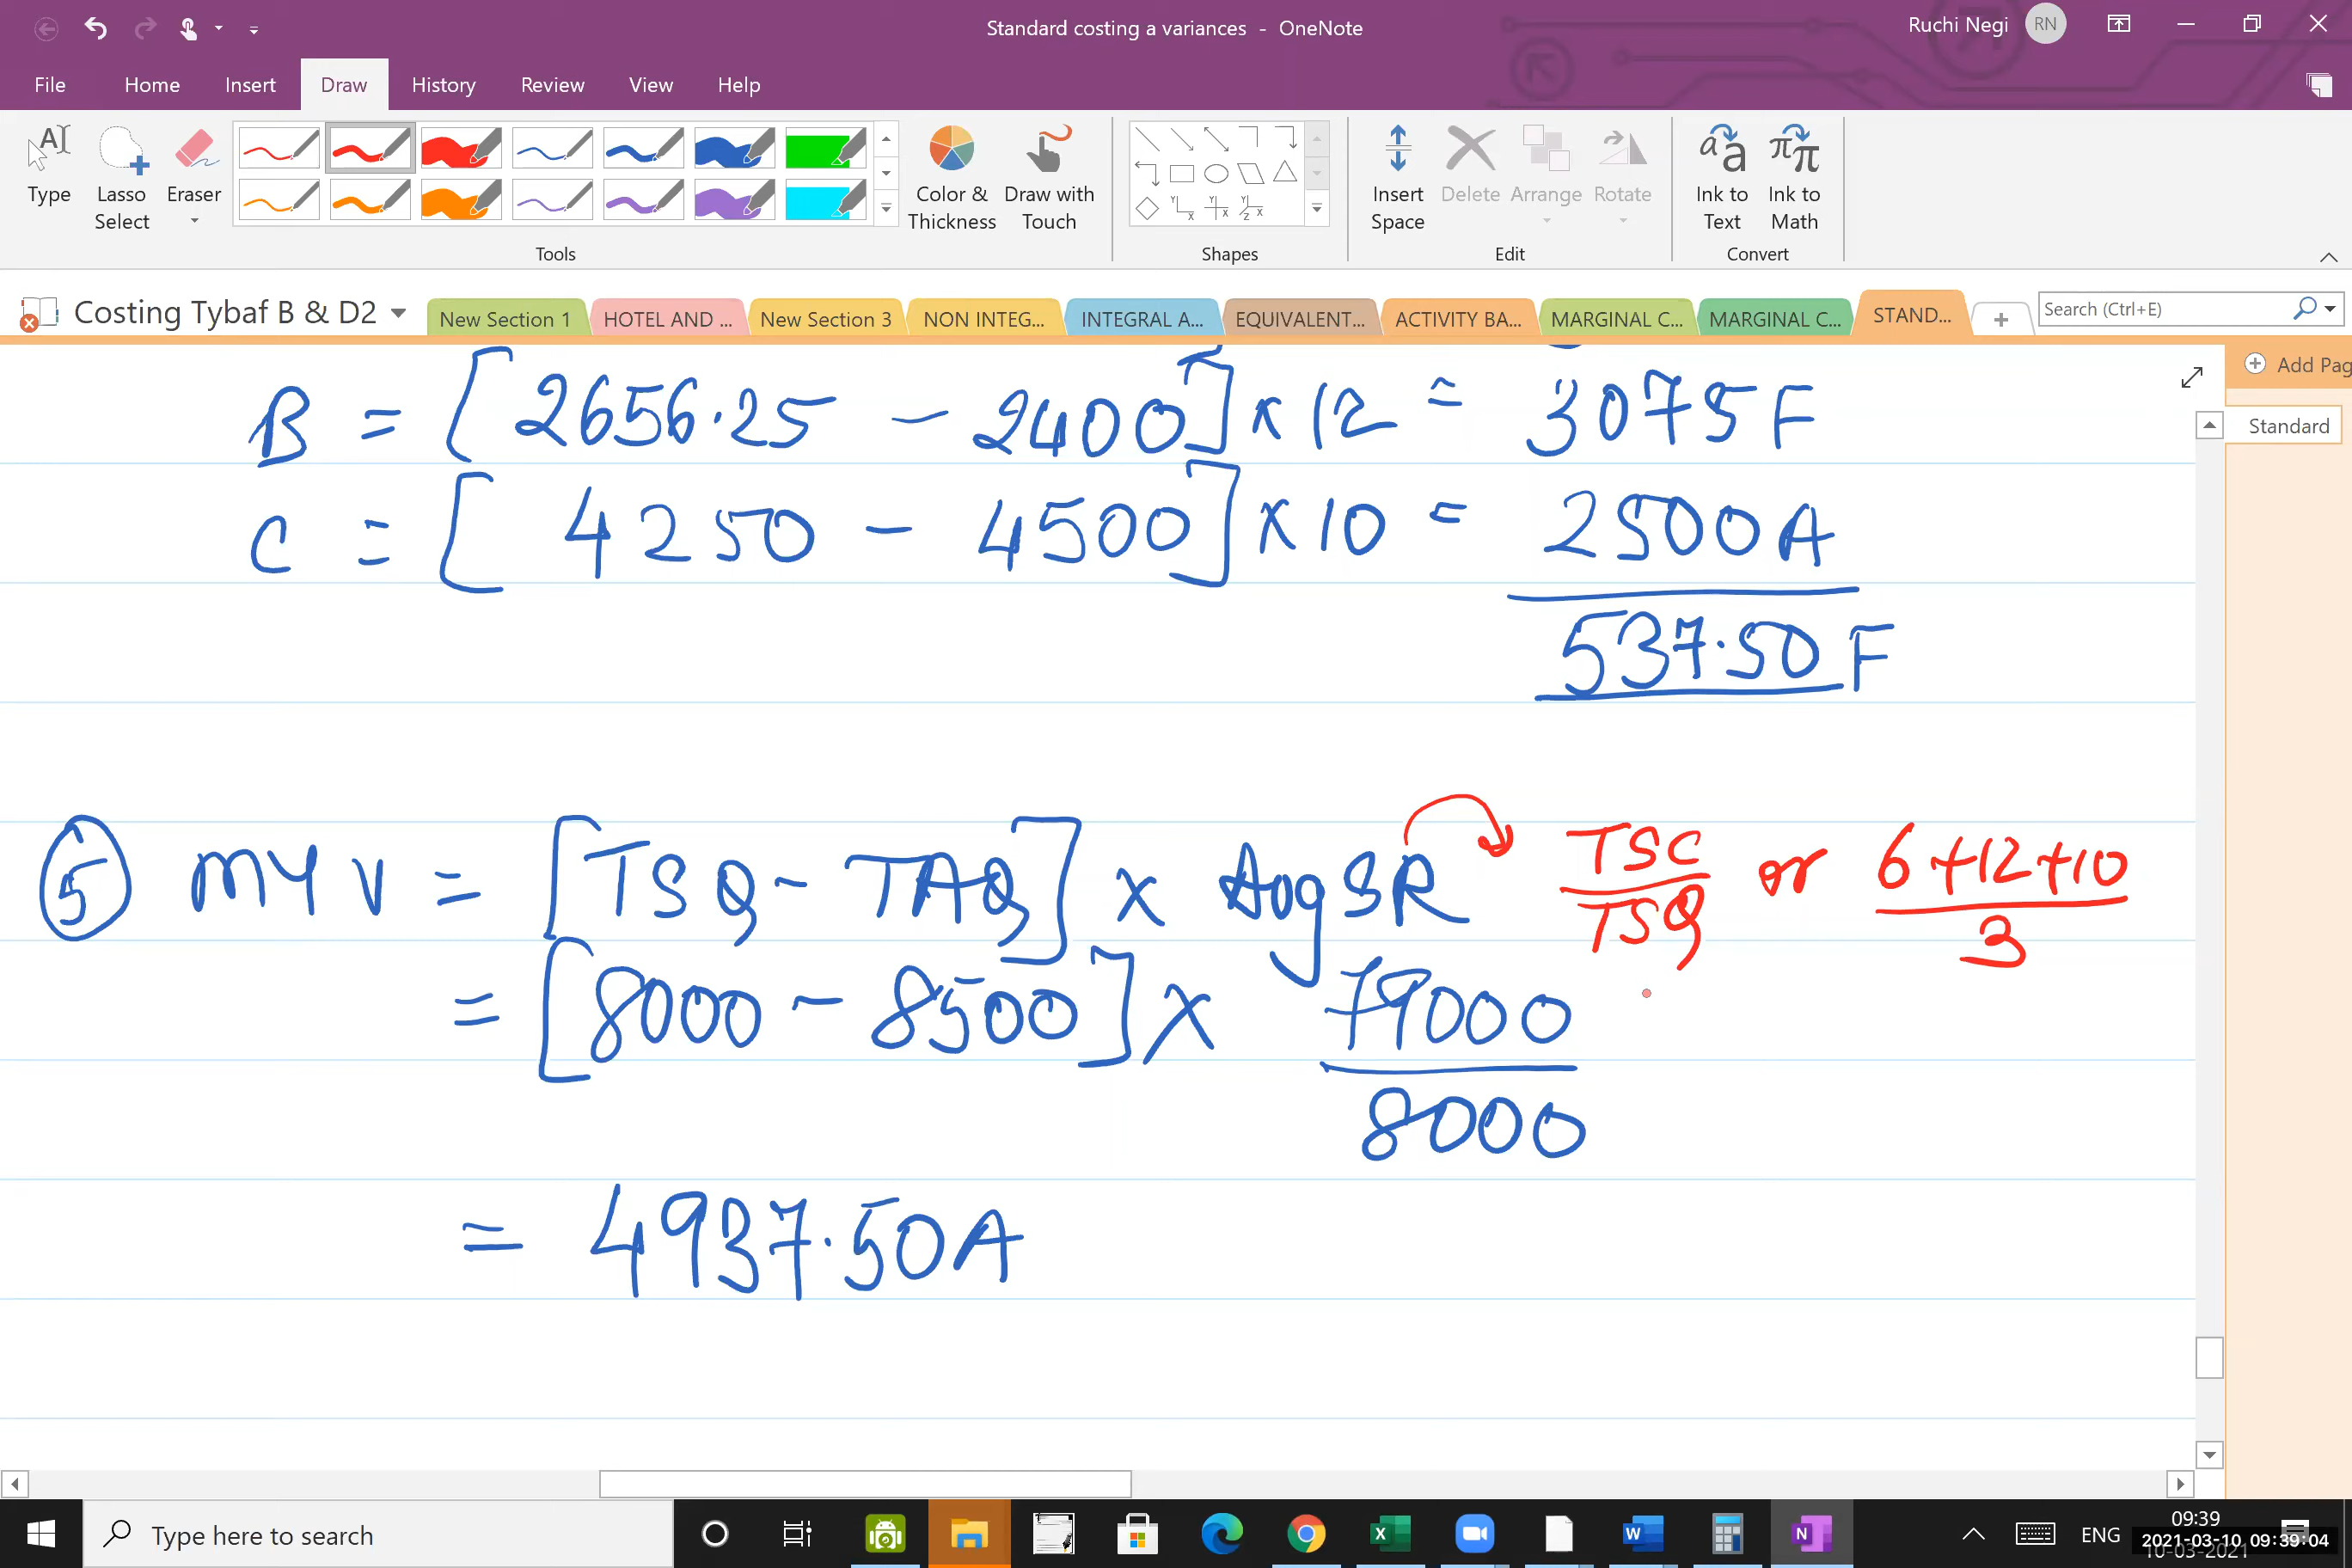 Standard costing a variances - OneNote
Ruchi Negi RN
File Home Insert Draw History Review View Help
Type
Lasso Select
Eraser
Color & Thickness
Draw with Touch
Insert Space
Delete
Arrange
Rotate
Ink to Text
Ink to Math
Tools Shapes Edit Convert
Costing Tybaf B & D2
New Section 1 HOTEL AND ... New Section 3 NON INTEG... INTEGRAL A... EQUIVALENT... ACTIVITY BA... MARGINAL C... MARGINAL C... STAND... +
Search (Ctrl+E)
Add Pag
Standard
B = [2656.25 - 2400] x 12 = 3075 F
C = [4250 - 4500] x 10 = 2500 A
537.50 F
5 MYV = [TSQ - TAQ] x Avg SR TSC/TSQ or 6+12+10/3
= [8000 - 8500] x 79000/8000
= 4937.50 A
Type here to search
ENG
09:39
2021-03-10 09:39:04
10-03-2021